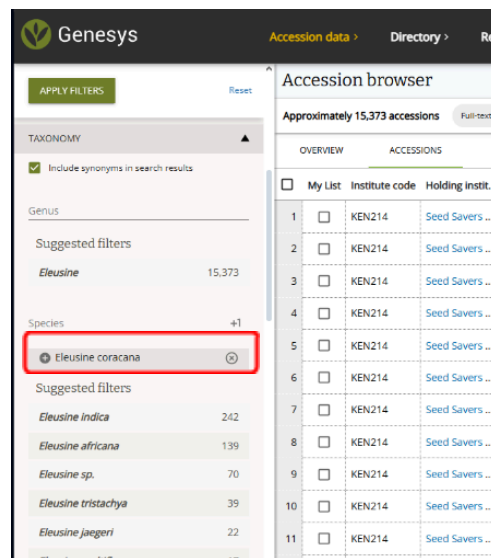 Genesys
Accession data >
Directory >
APPLY FILTERS
Reset
TAXONOMY
Include synonyms in search results
Genus
Suggested filters
Eleusine 15,373
Species +1
Eleusine coracana
Suggested filters
Eleusine indica 242
Eleusine africana 139
Eleusine sp. 70
Eleusine tristachya 39
Eleusine jaegeri 22
Accession browser
Approximately 15,373 accessions Full-text
OVERVIEW ACCESSIONS
My List Institute code Holding instit.
1 KEN214 Seed Savers ...
2 KEN214 Seed Savers ...
3 KEN214 Seed Savers ...
4 KEN214 Seed Savers ...
5 KEN214 Seed Savers ...
6 KEN214 Seed Savers ...
7 KEN214 Seed Savers ...
8 KEN214 Seed Savers ...
9 KEN214 Seed Savers ...
10 KEN214 Seed Savers ...
11 KEN214 Seed Savers ...